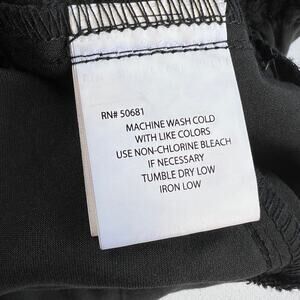 RN# 50681
MACHINE WASH COLD
WITH LIKE COLORS
USE NON-CHLORINE BLEACH
IF NECESSARY
TUMBLE DRY LOW
IRON LOW